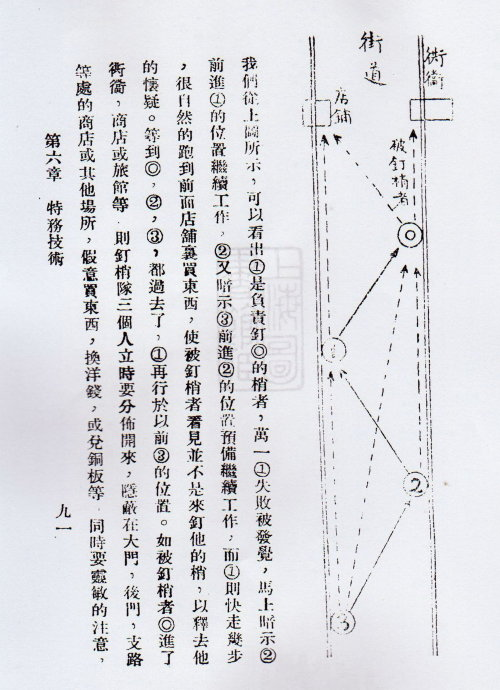 衚衕
街道
店舖
被釘梢者
◎
①
②
③
我們從上圖所示，可以看出①是負責釘◎的梢者，萬一①失敗被發覺，馬上暗示②
前進①的位置繼續工作，②又暗示③前進②的位置預備繼續工作，而①則快走幾步
，很自然的跑到前面店舖裏買東西，使被釘梢者看見並不是來釘他的梢，以釋去他
的懷疑。等到◎，②，③，都過去了，①再行於以前③的位置。如被釘梢者◎進了
衚衕，商店或旅館等，則釘梢隊三個人立時要分佈開來，隱蔽在大門，後門，支路
等處的商店或其他場所，假意買東西，換洋錢，或兌銅板等，同時要靈敏的注意，
第六章　特務技術
九一